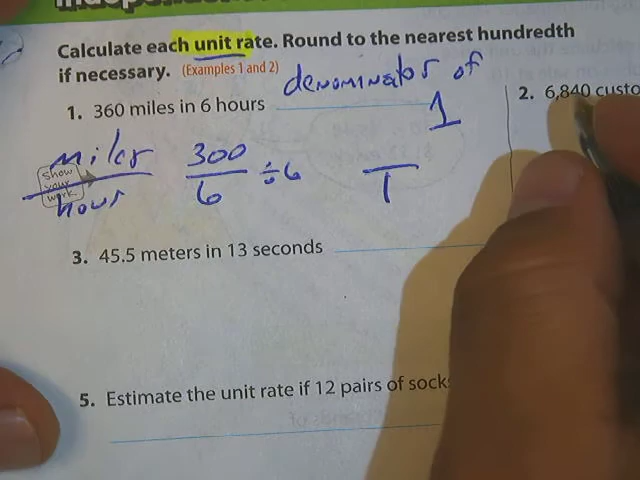 Calculate each unit rate. Round to the nearest hundredth
if necessary. (Examples 1 and 2)
denominator of
1
1. 360 miles in 6 hours
2. 6,840 custo
miles
hour
show
your
work.
300
6
÷6
1
3. 45.5 meters in 13 seconds
5. Estimate the unit rate if 12 pairs of socks